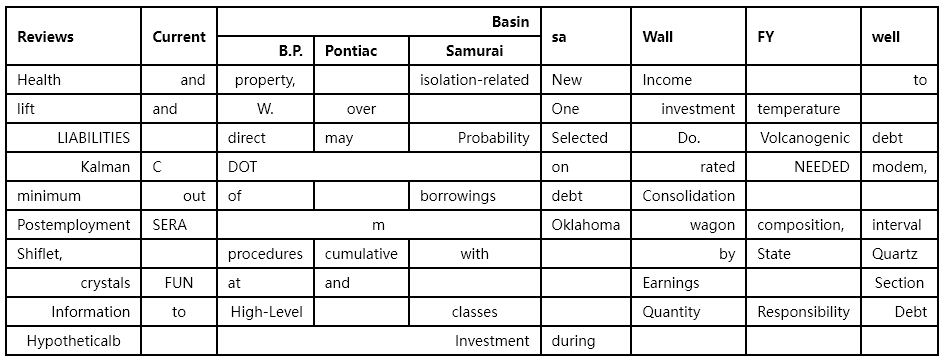 Reviews Current Basin sa Wall FY well
B.P. Pontiac Samurai
Health and property, isolation-related New Income to
lift and W. over One investment temperature
LIABILITIES direct may Probability Selected Do. Volcanogenic debt
Kalman C DOT on rated NEEDED modem,
minimum out of borrowings debt Consolidation
Postemployment SERA m Oklahoma wagon composition, interval
Shiflet, procedures cumulative with by State Quartz
crystals FUN at and Earnings Section
Information to High-Level classes Quantity Responsibility Debt
Hypotheticalb Investment during